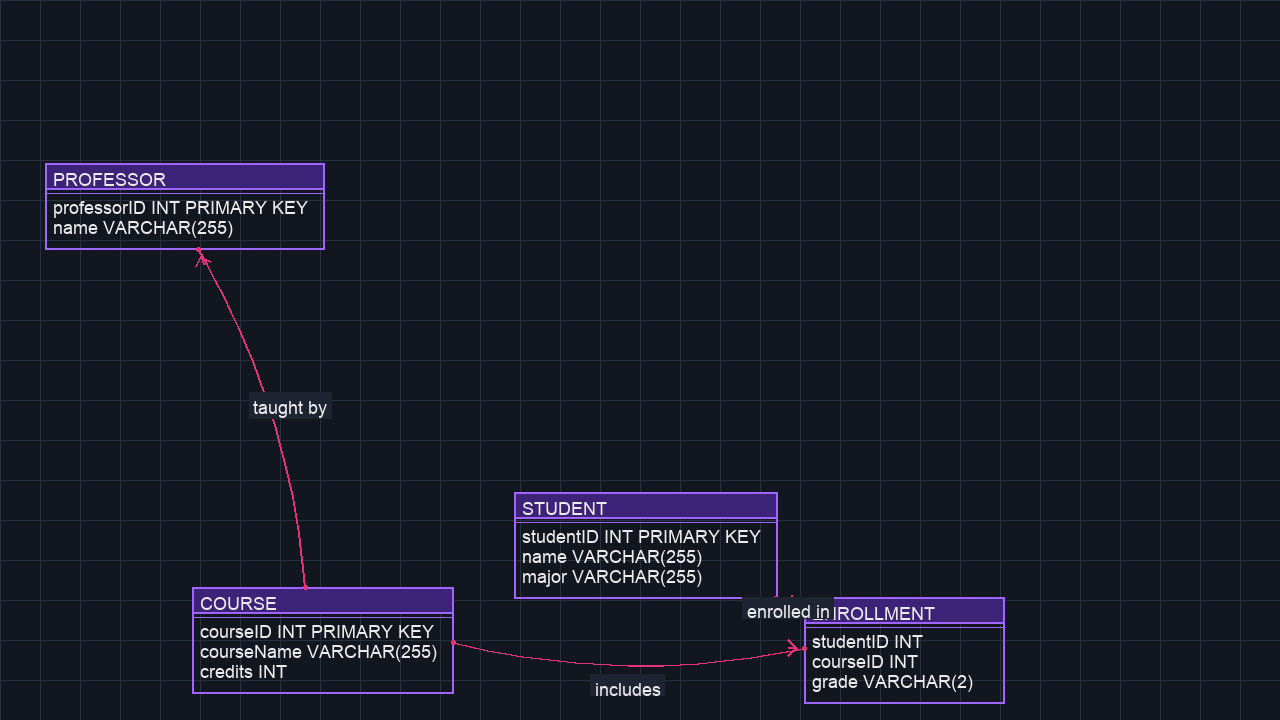 PROFESSOR
professorID INT PRIMARY KEY
name VARCHAR(255)
taught by
STUDENT
studentID INT PRIMARY KEY
name VARCHAR(255)
major VARCHAR(255)
COURSE
courseID INT PRIMARY KEY
courseName VARCHAR(255)
credits INT
includes
enrolled in
studentID INT
courseID INT
grade VARCHAR(2)